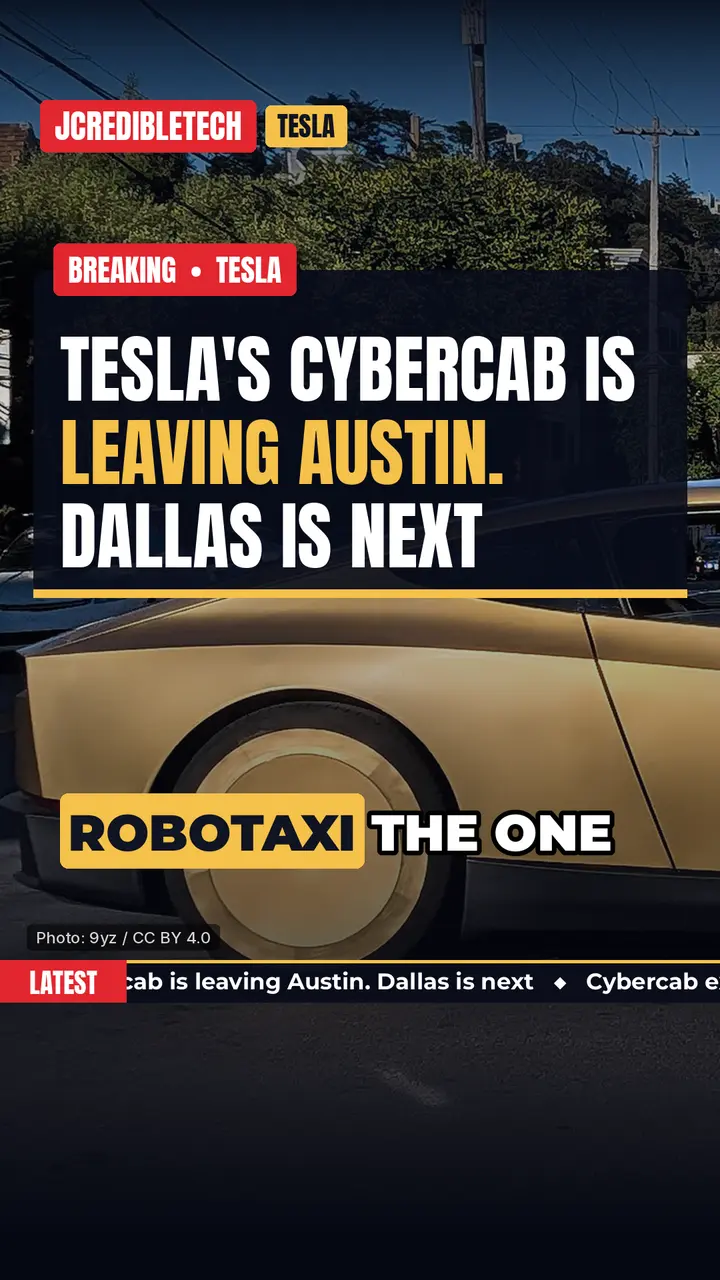 JCREDIBLETECH TESLA
BREAKING • TESLA
TESLA'S CYBERCAB IS
LEAVING AUSTIN.
DALLAS IS NEXT
ROBOTAXI THE ONE
Photo: 9yz / CC BY 4.0
LATEST cab is leaving Austin. Dallas is next ◆ Cybercab e